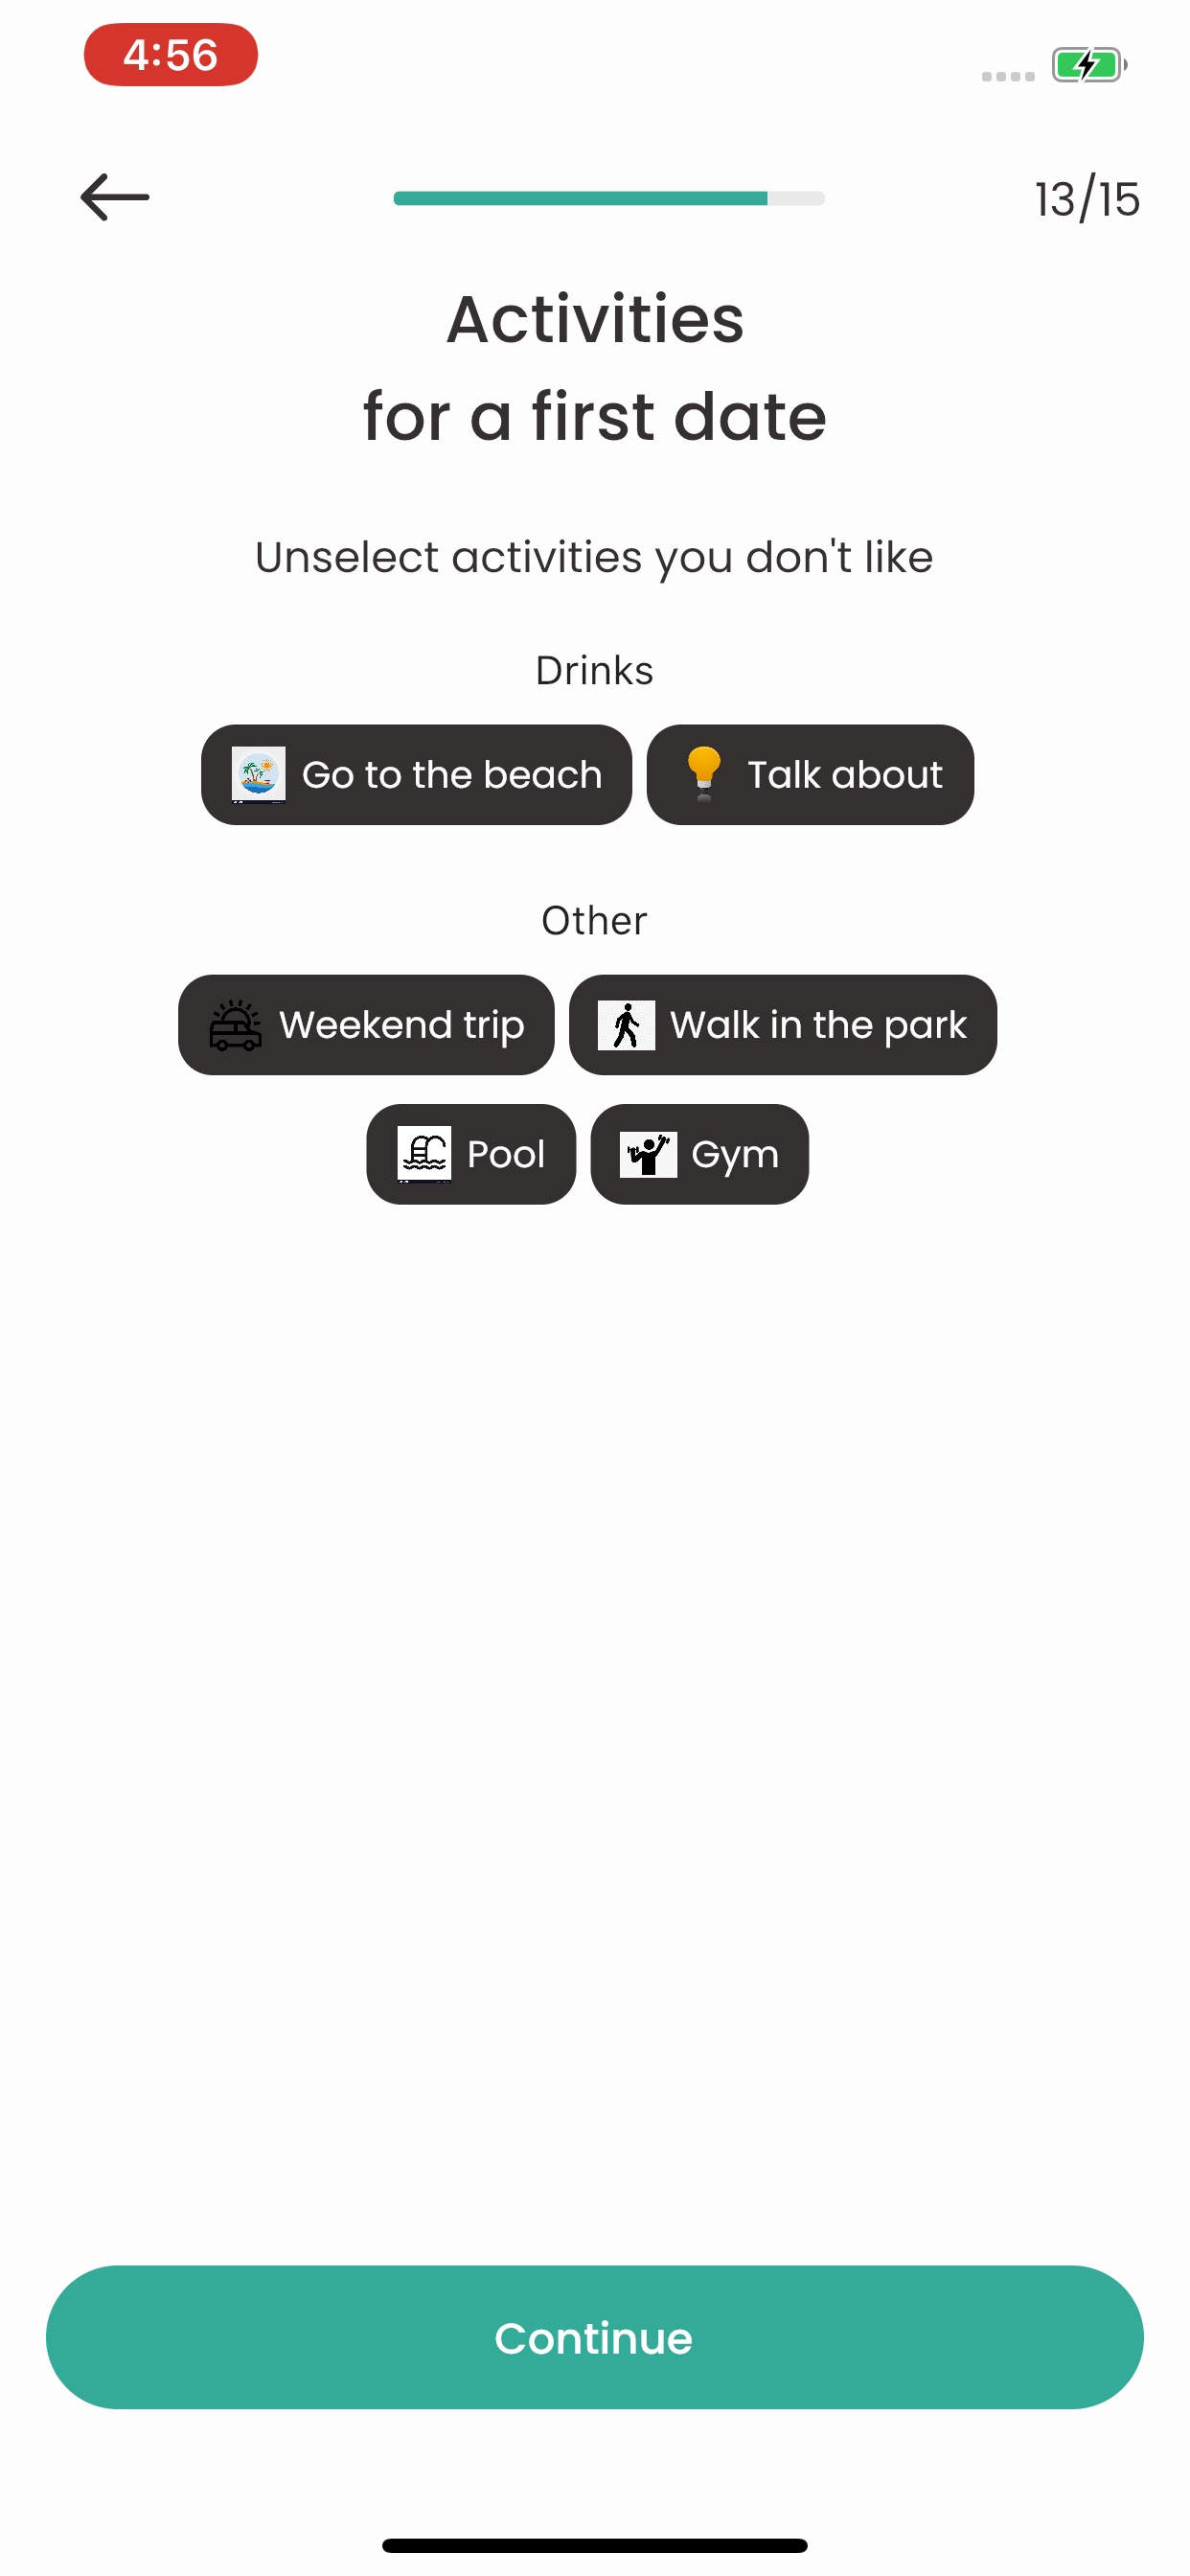 4:56
13/15
Activities
for a first date
Unselect activities you don't like
Drinks
Go to the beach
Talk about
Other
Weekend trip
Walk in the park
Pool
Gym
Continue